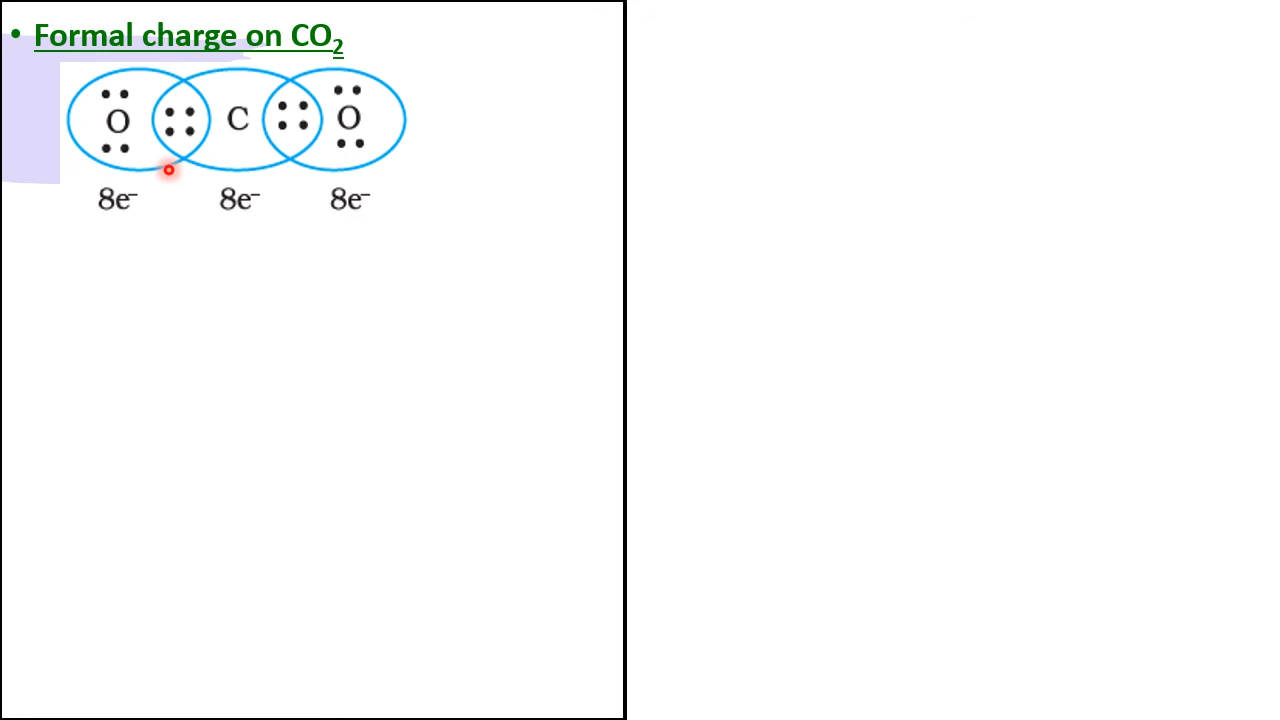 • Formal charge on CO₂
O C O
8e⁻ 8e⁻ 8e⁻